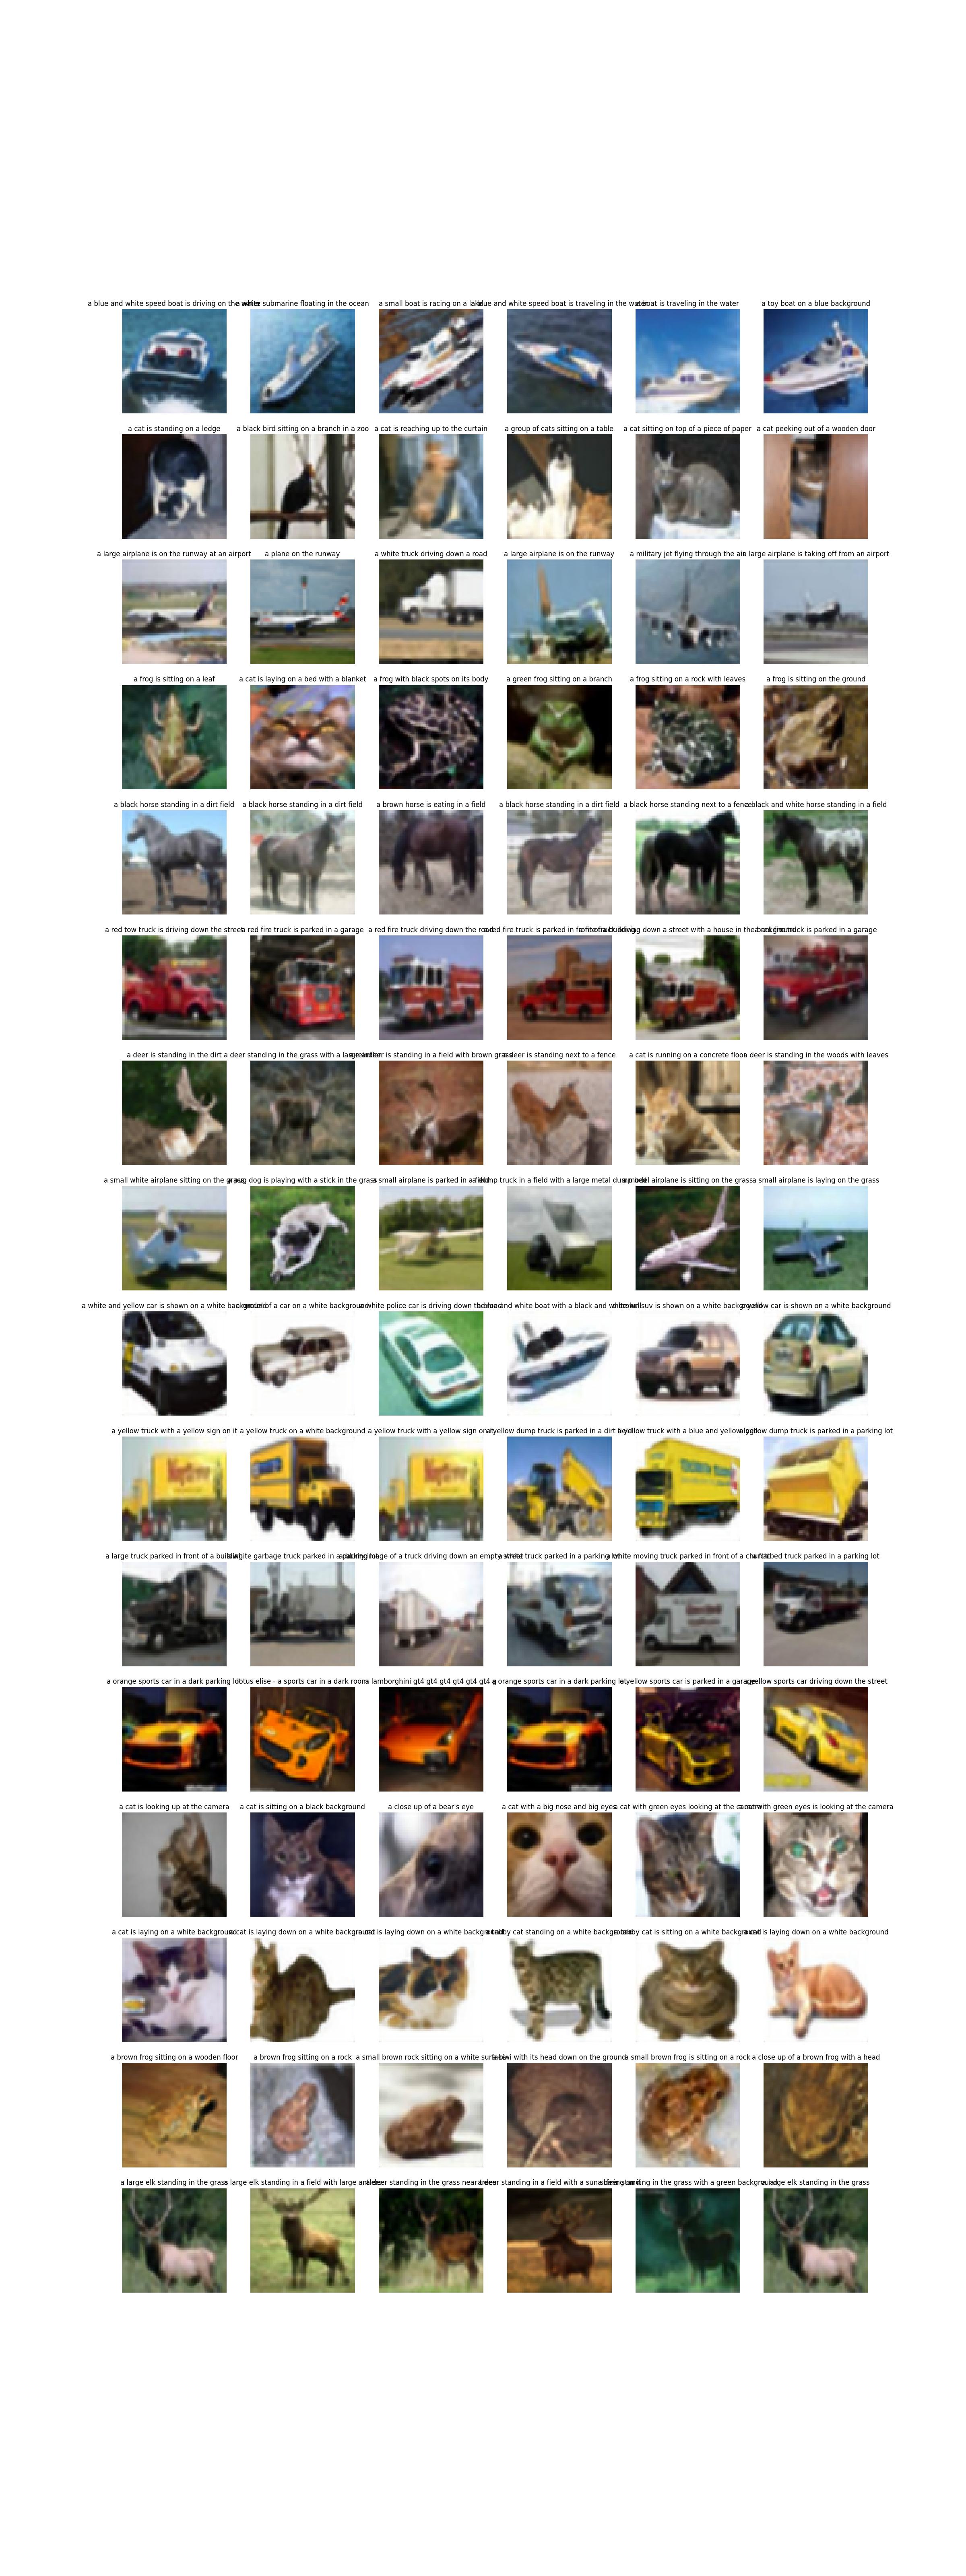 a blue and white speed boat is driving on the water
a white submarine floating in the ocean
a small boat is racing on a lake
a blue and white speed boat is traveling in the water
a boat is traveling in the water
a toy boat on a blue background
a cat is standing on a ledge
a black bird sitting on a branch in a zoo
a cat is reaching up to the curtain
a group of cats sitting on a table
a cat sitting on top of a piece of paper
a cat peeking out of a wooden door
a large airplane is on the runway at an airport
a plane on the runway
a white truck driving down a road
a large airplane is on the runway
a military jet flying through the air
a large airplane is taking off from an airport
a frog is sitting on a leaf
a cat is laying on a bed with a blanket
a frog with black spots on its body
a green frog sitting on a branch
a frog sitting on a rock with leaves
a frog is sitting on the ground
a black horse standing in a dirt field
a black horse standing in a dirt field
a brown horse is eating in a field
a black horse standing in a dirt field
a black horse standing next to a fence
a black and white horse standing in a field
a red tow truck is driving down the street
a red fire truck is parked in a garage
a red fire truck driving down the road
a red fire truck is parked in front of a building
down a street with a house in the background
a red fire truck is parked in a garage
a deer is standing in the dirt
a deer standing in the grass with a large
is standing in a field with brown grass
a deer is standing next to a fence
a cat is running on a concrete floor
a deer is standing in the woods with leaves
a small white airplane sitting on the grass
a pug dog is playing with a stick in the grass
a small airplane is parked in a field
a dump truck in a field with a large metal dump
a model airplane is sitting on the grass
a small airplane is laying on the grass
a white and yellow car is shown on a white background
of a car on a white background
a white police car is driving down the road
and white boat with a black and white
suv is shown on a white background
a yellow car is shown on a white background
a yellow truck with a yellow sign on it
a yellow truck on a white background
a yellow truck with a yellow sign on it
a yellow dump truck is parked in a dirt field
a yellow truck with a blue and yellow logo
a yellow dump truck is parked in a parking lot
a large truck parked in front of a building
a white garbage truck parked in a parking lot
a blurry image of a truck driving down an empty street
a white truck parked in a parking lot
a white moving truck parked in front of a church
a flatbed truck parked in a parking lot
a orange sports car in a dark parking lot
lotus elise - a sports car in a dark room
a lamborghini gt4 gt4 gt4 gt4 gt4 gt4 g
a orange sports car in a dark parking lot
a yellow sports car is parked in a garage
a yellow sports car driving down the street
a cat is looking up at the camera
a cat is sitting on a black background
a close up of a bear's eye
a cat with a big nose and big eyes
a cat with green eyes looking at the camera
a cat with green eyes is looking at the camera
a cat is laying on a white background
a cat is laying down on a white background
a cat is laying down on a white background
a tabby cat standing on a white background
a tabby cat is sitting on a white background
a cat is laying down on a white background
a brown frog sitting on a wooden floor
a brown frog sitting on a rock
a small brown rock sitting on a white surface
a kiwi with its head down on the ground
a small brown frog is sitting on a rock
a close up of a brown frog with a head
a large elk standing in the grass
a large elk standing in a field with large antlers
a deer standing in the grass near trees
a deer standing in a field with a sun shining on it
a deer standing in the grass with a green background
a large elk standing in the grass